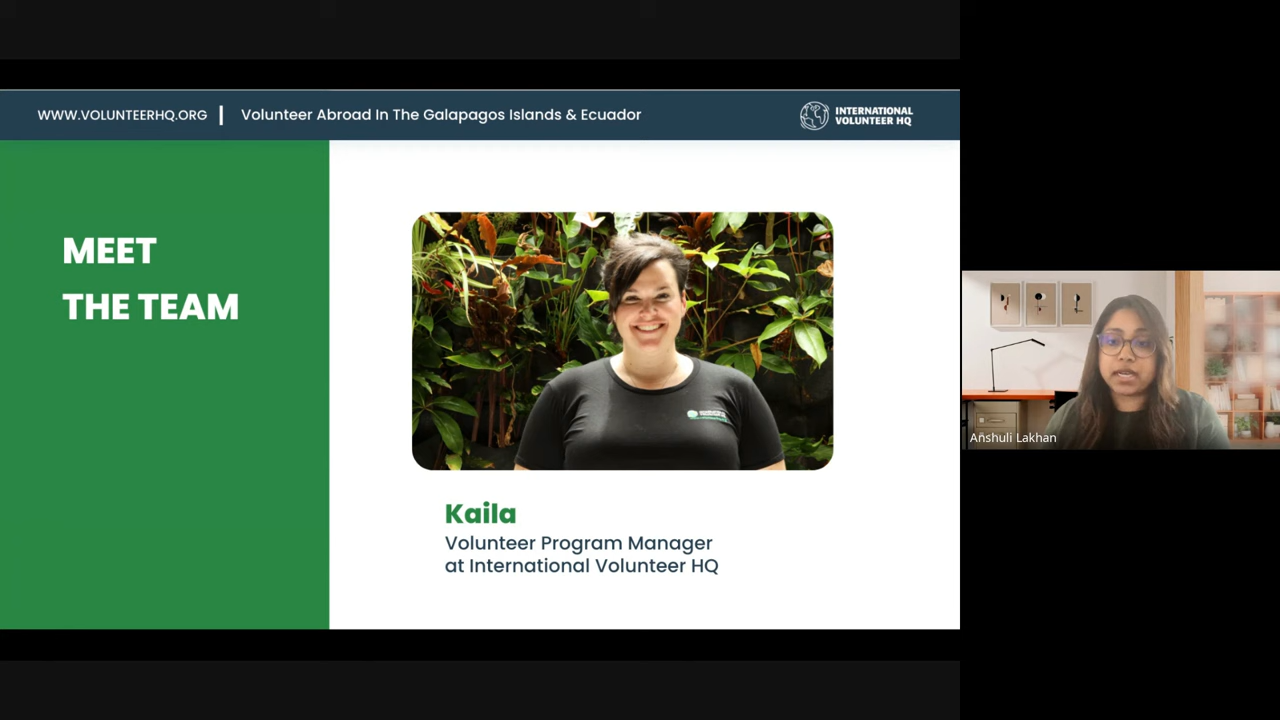 WWW.VOLUNTEERHQ.ORG | Volunteer Abroad In The Galapagos Islands & Ecuador
INTERNATIONAL
VOLUNTEER HQ
MEET
THE TEAM
Kaila
Volunteer Program Manager
at International Volunteer HQ
Anshuli Lakhan